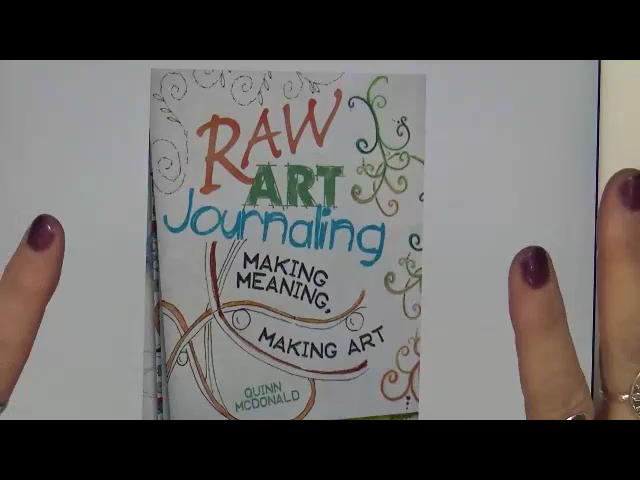 RAW
ART
Journaling
MAKING
MEANING,
MAKING ART
QUINN
MCDONALD